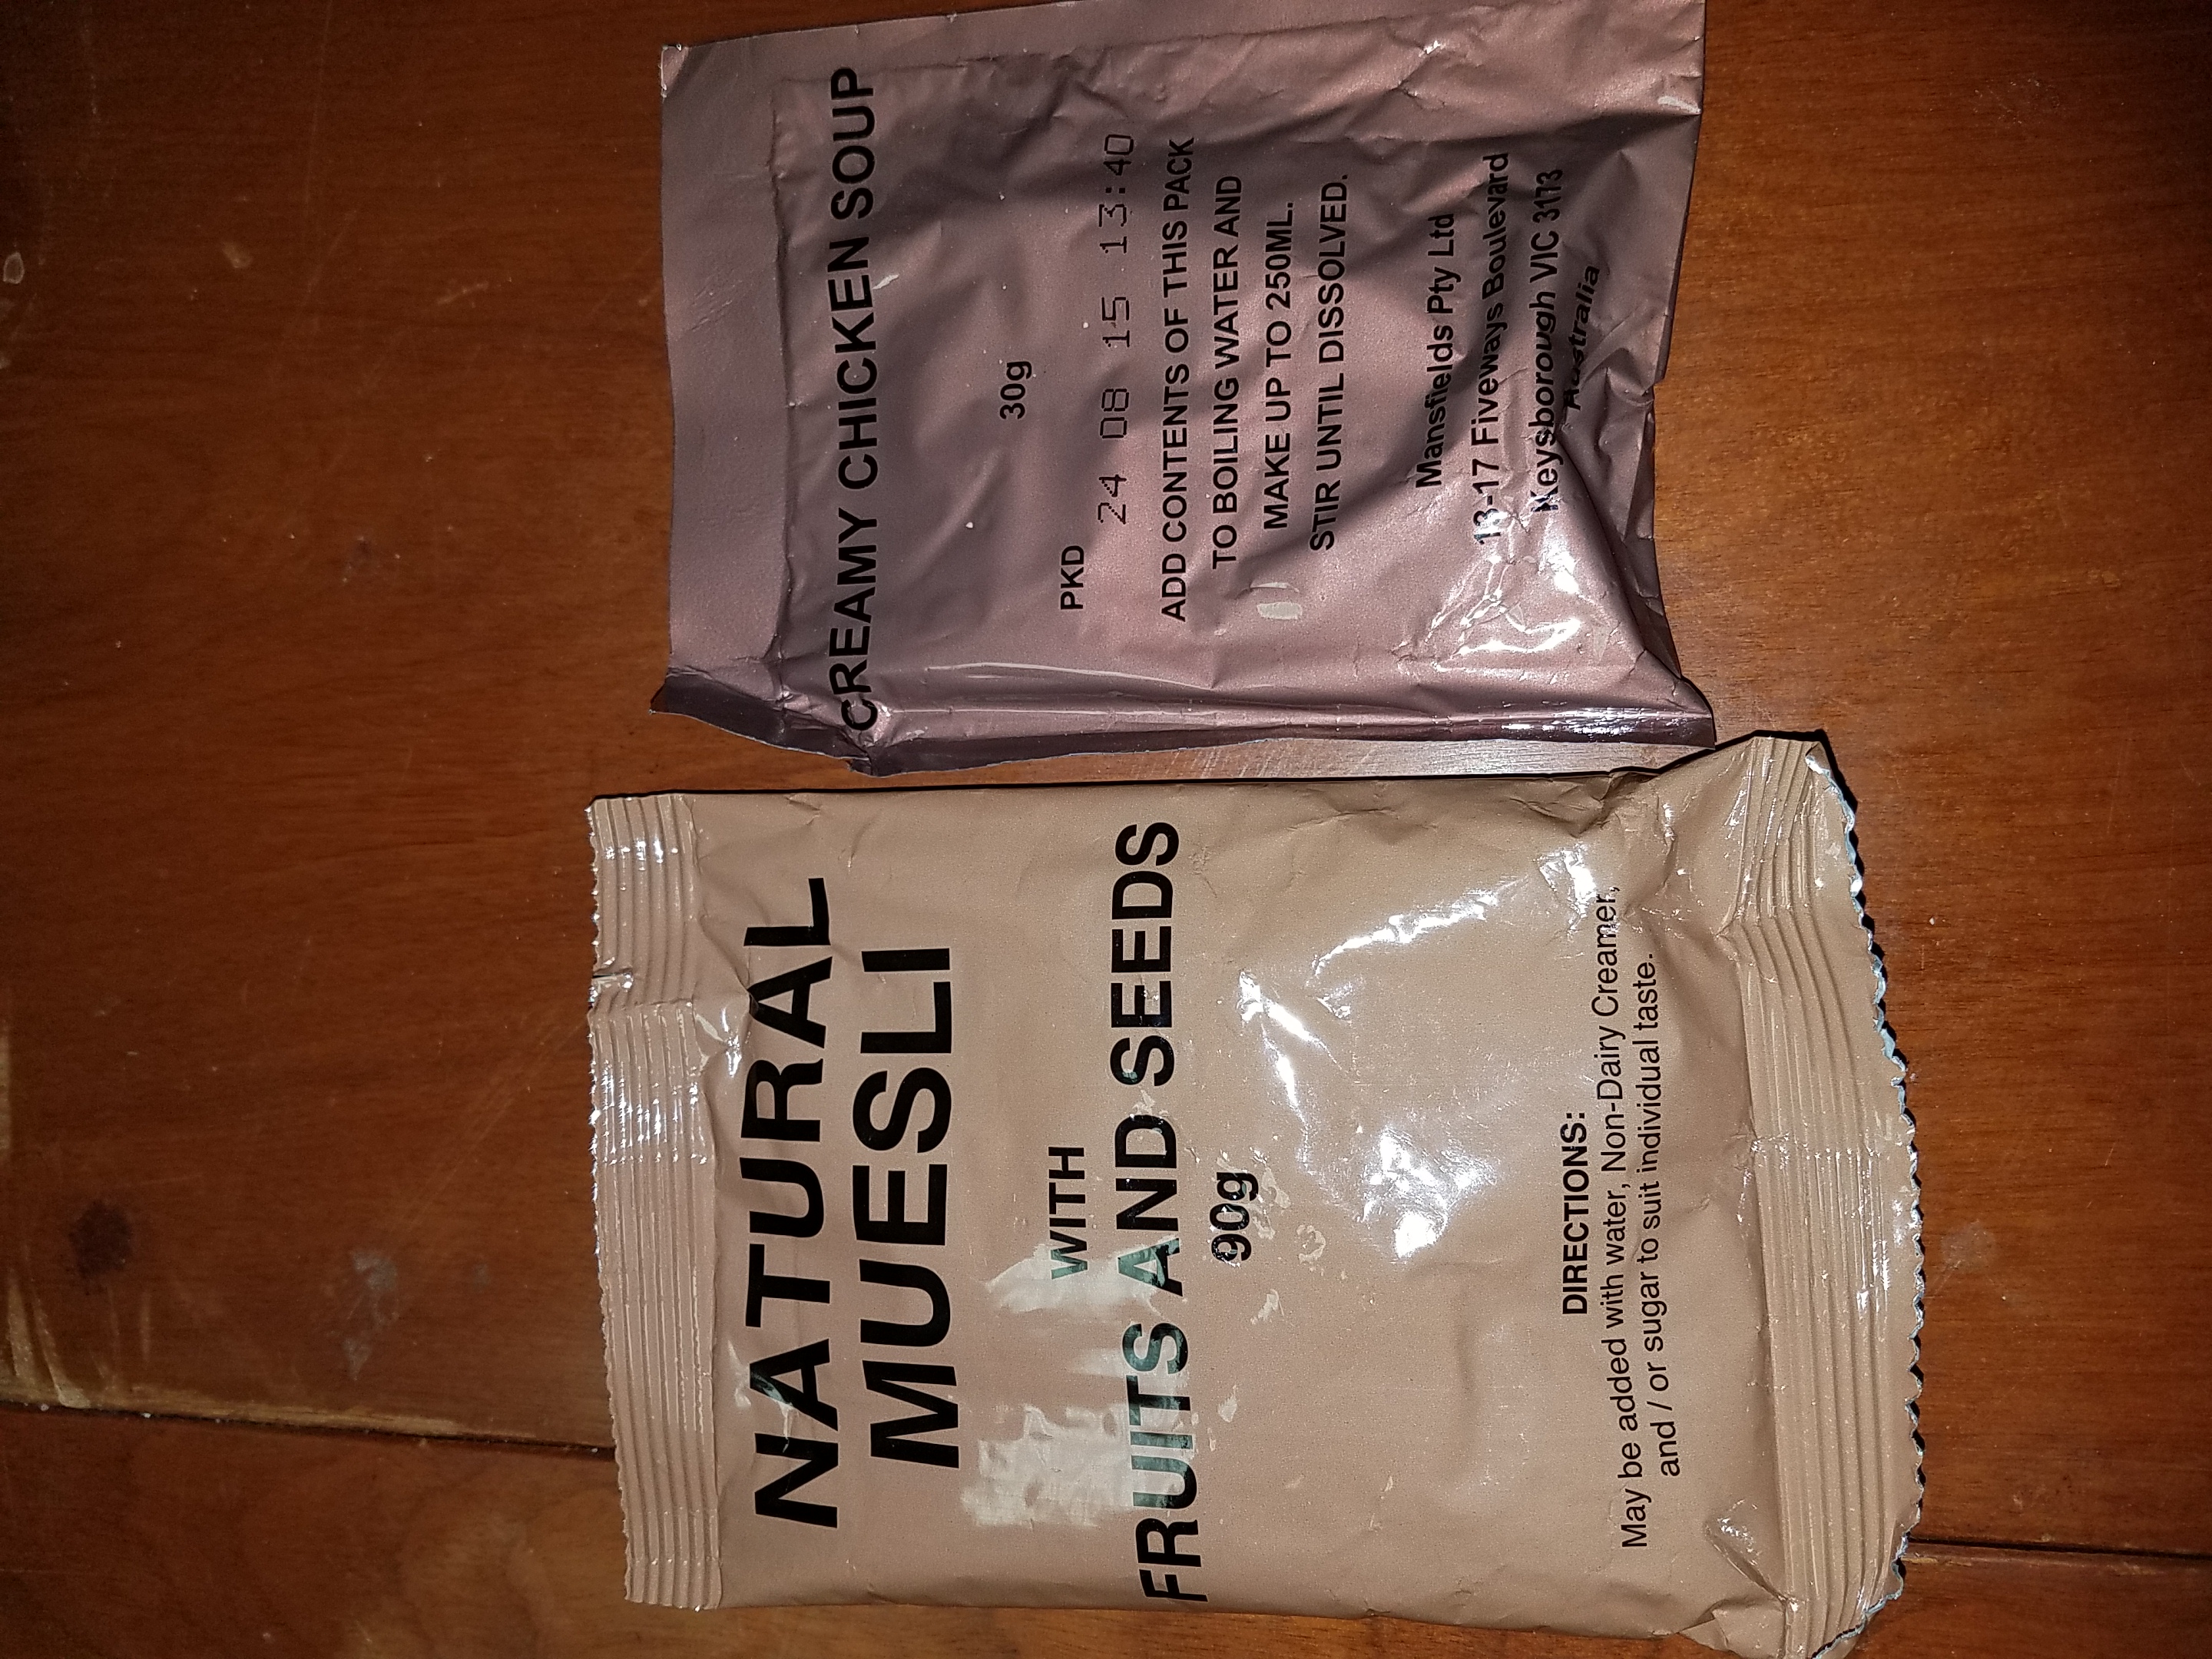 NATURAL
MUESLI
WITH
FRUITS AND SEEDS
90g
DIRECTIONS:
May be added with water, Non-Dairy Creamer,
and / or sugar to suit individual taste.
CREAMY CHICKEN SOUP
30g
PKD
24 08 15 13:40
ADD CONTENTS OF THIS PACK
TO BOILING WATER AND
MAKE UP TO 250ML.
STIR UNTIL DISSOLVED.
Mansfields Pty Ltd
13-17 Fiveways Boulevard
Keysborough VIC 3173
Australia